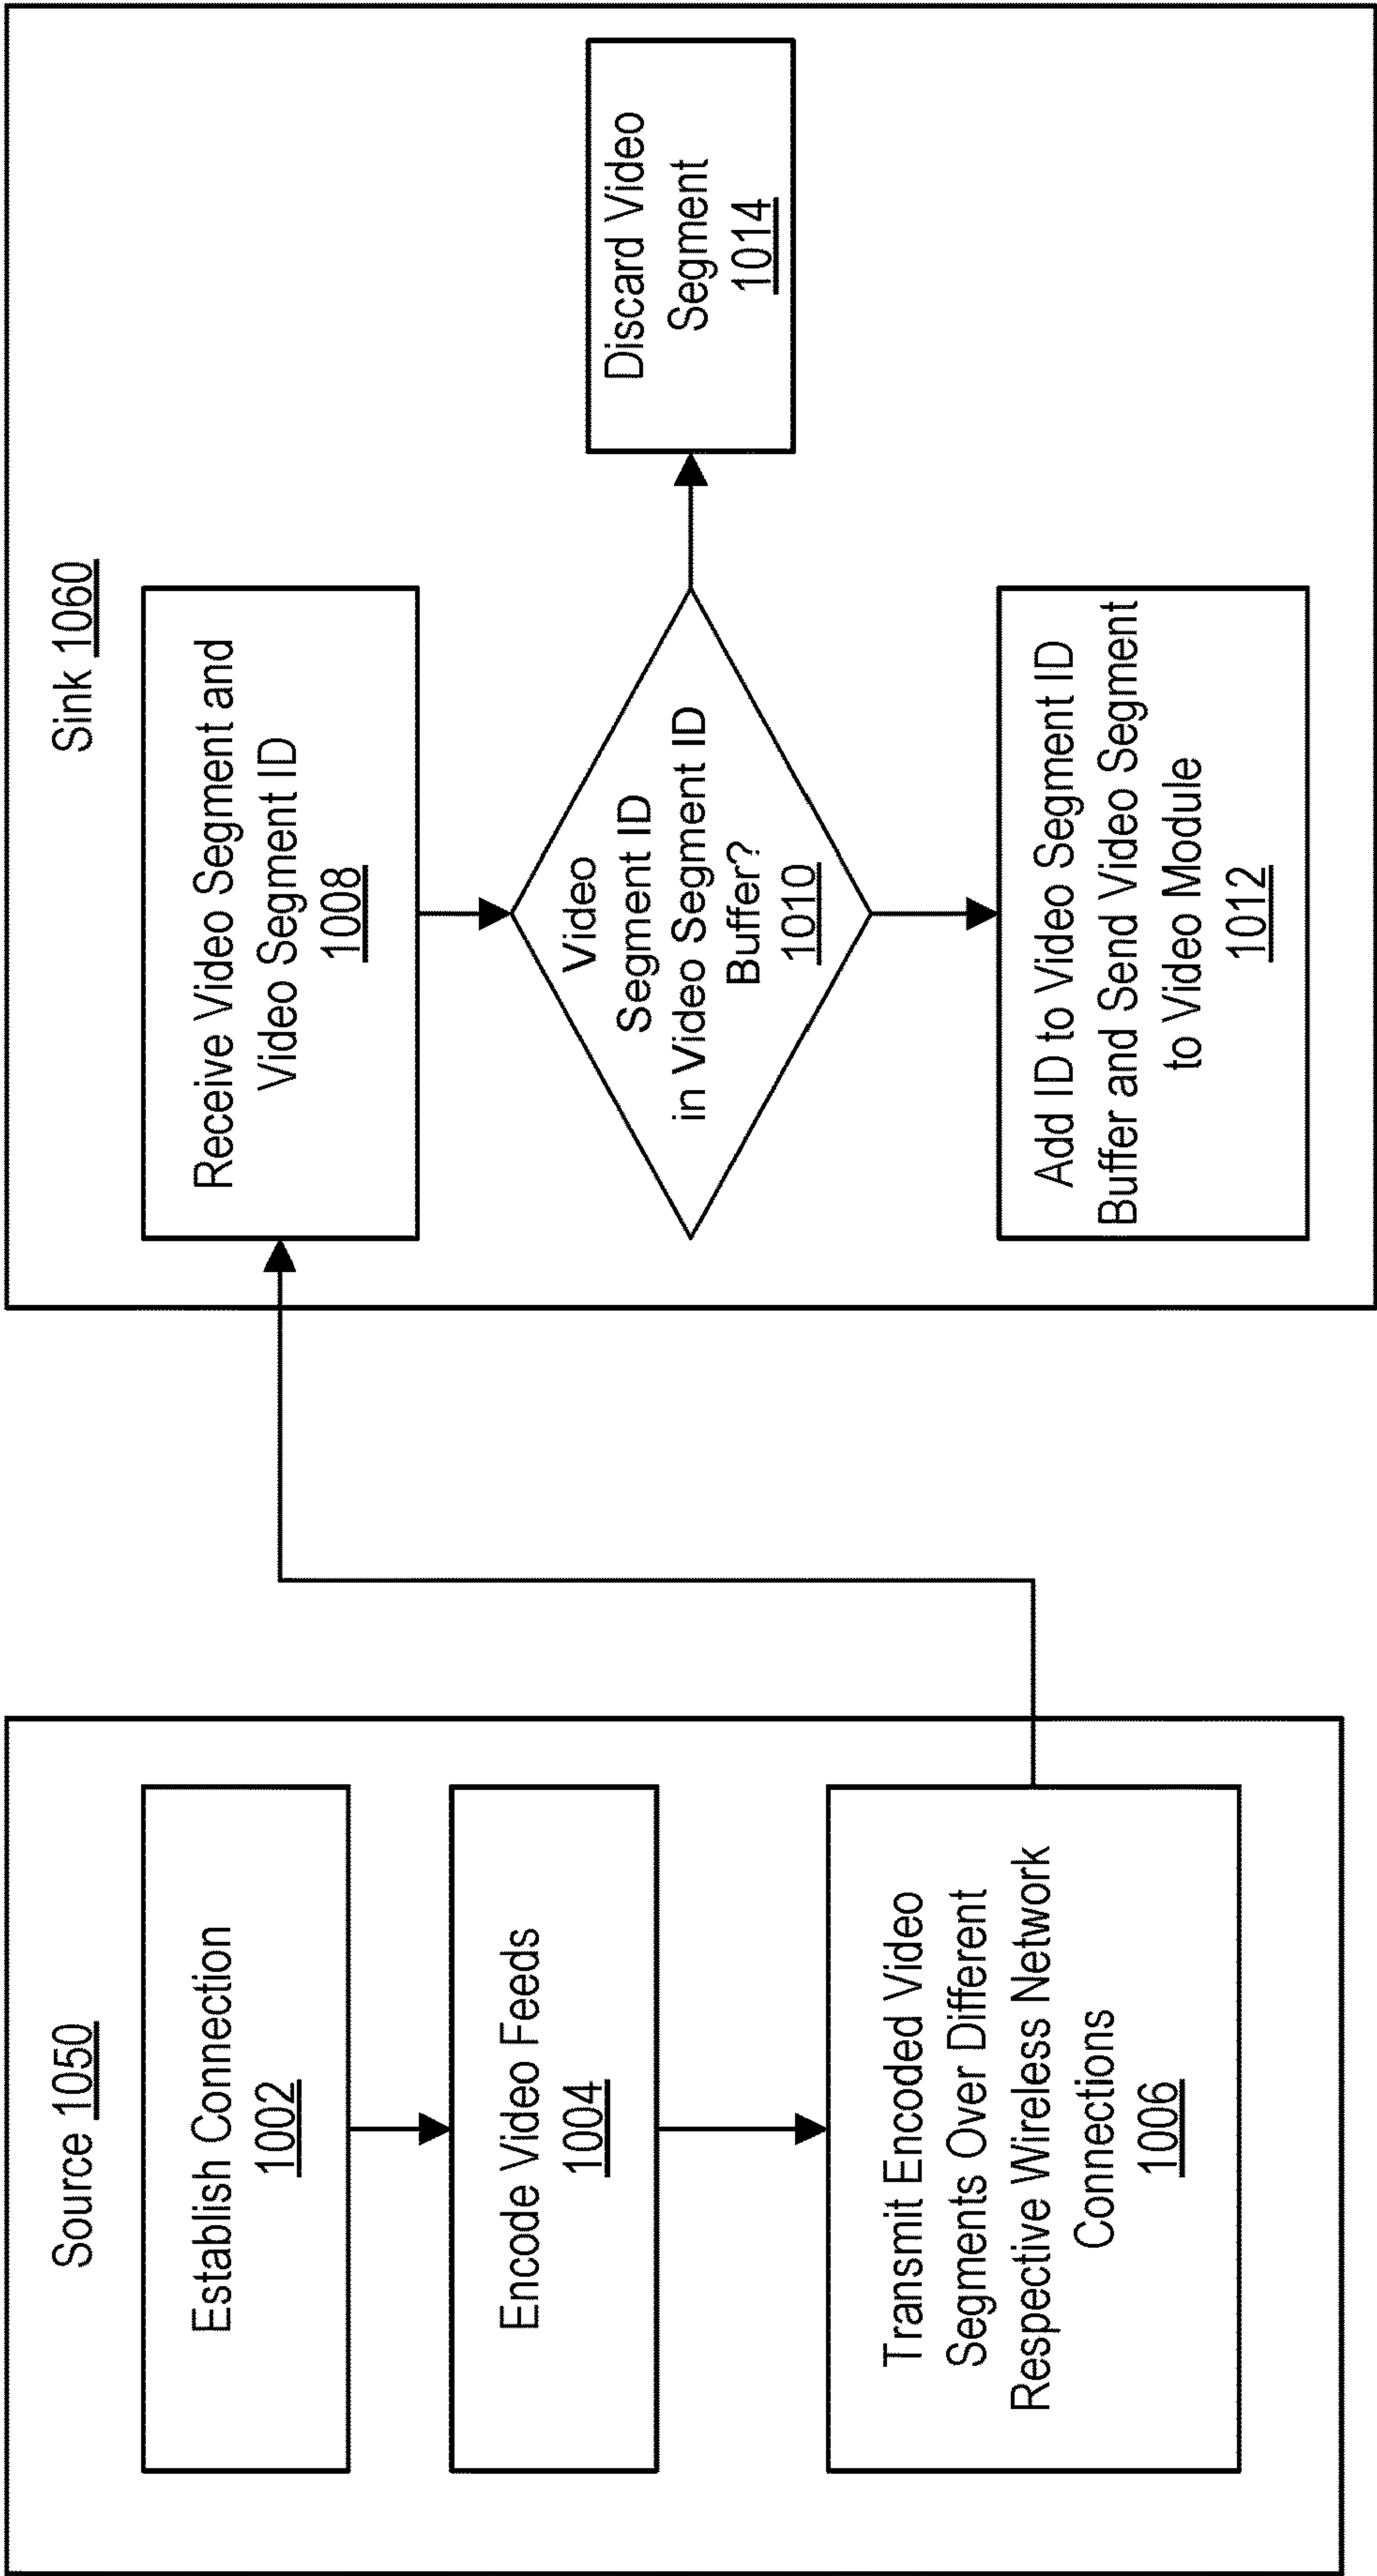 Source 1050
Establish Connection
1002
Encode Video Feeds
1004
Transmit Encoded Video
Segments Over Different
Respective Wireless Network
Connections
1006
Sink 1060
Receive Video Segment and
Video Segment ID
1008
Video
Segment ID
in Video Segment ID
Buffer?
1010
Discard Video
Segment
1014
Add ID to Video Segment ID
Buffer and Send Video Segment
to Video Module
1012